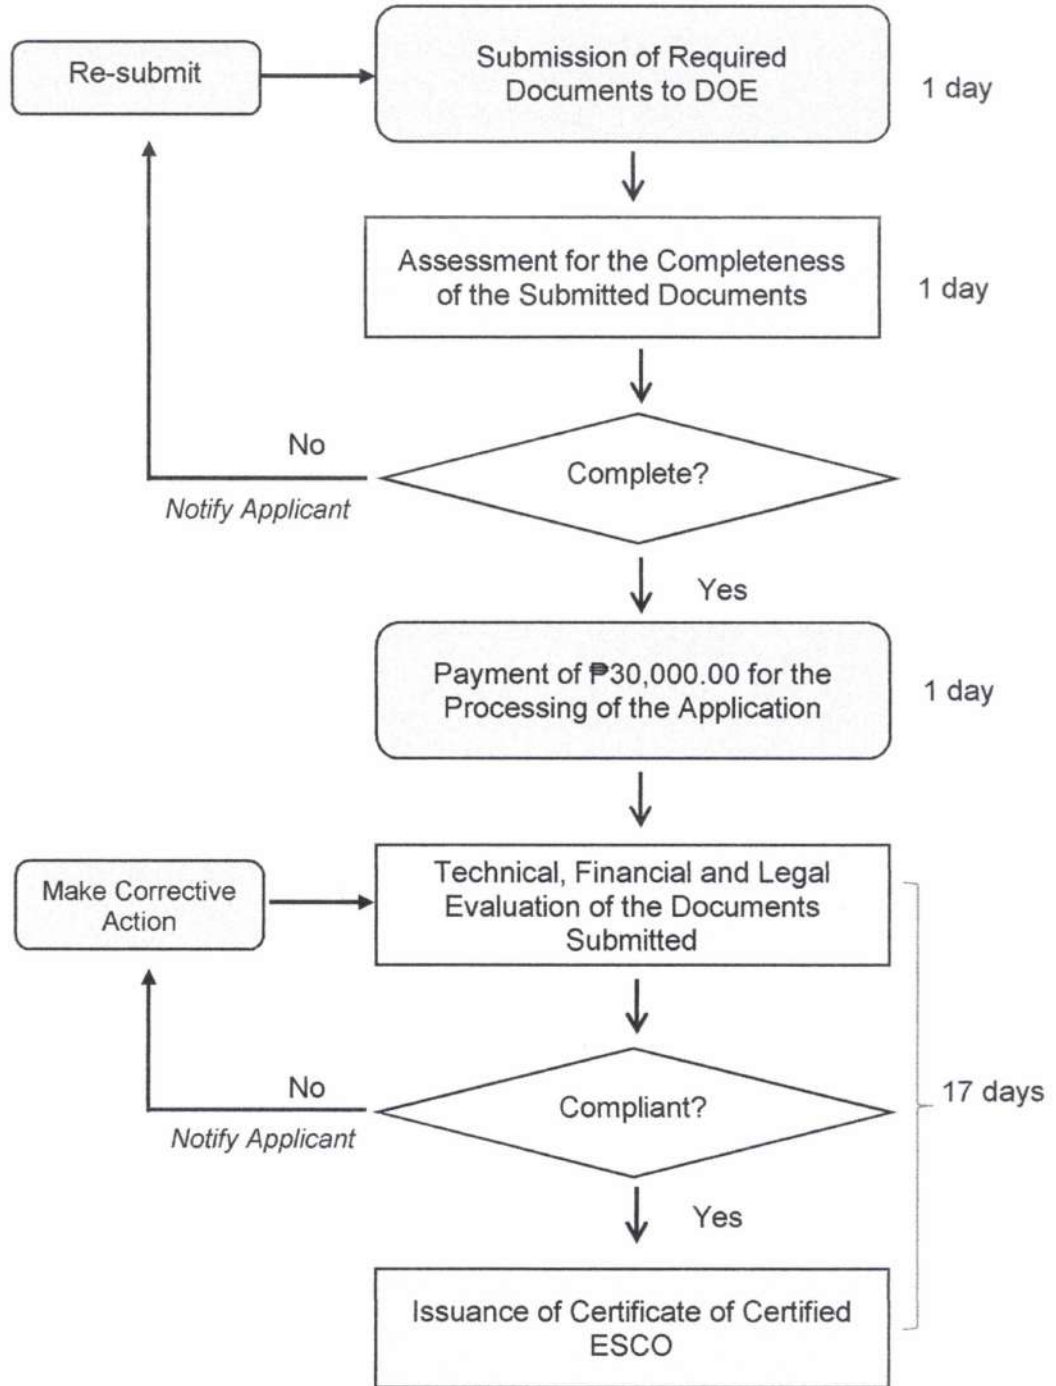 Re-submit
Submission of Required
Documents to DOE
1 day
Assessment for the Completeness
of the Submitted Documents
1 day
Complete?
No
Notify Applicant
Yes
Payment of ₱30,000.00 for the
Processing of the Application
1 day
Make Corrective
Action
Technical, Financial and Legal
Evaluation of the Documents
Submitted
Compliant?
No
Notify Applicant
17 days
Yes
Issuance of Certificate of Certified
ESCO